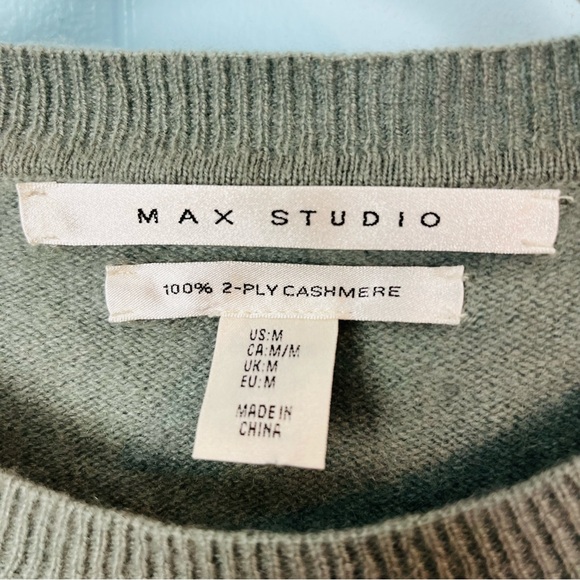 MAX STUDIO
100% 2-PLY CASHMERE
US:M
CA:M/M
UK:M
EU:M
MADE IN
CHINA